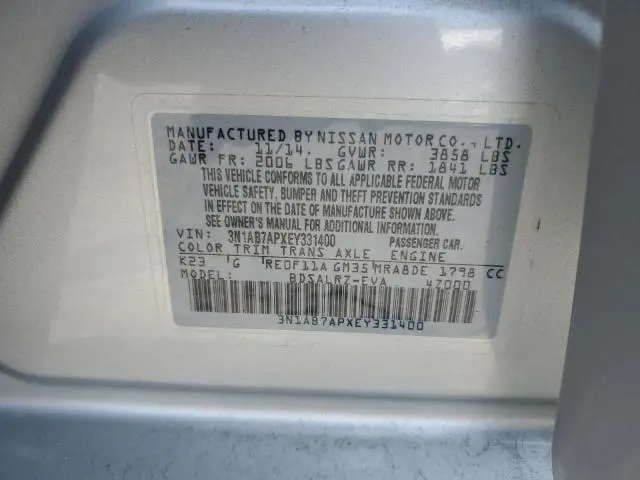 MANUFACTURED BY NISSAN MOTOR CO., LTD.
DATE: 11/14. GVWR: 3858 LBS
GAWR FR: 2006 LBS GAWR RR: 1841 LBS
THIS VEHICLE CONFORMS TO ALL APPLICABLE FEDERAL MOTOR
VEHICLE SAFETY, BUMPER AND THEFT PREVENTION STANDARDS
IN EFFECT ON THE DATE OF MANUFACTURE SHOWN ABOVE.
SEE OWNER'S MANUAL FOR ADDITIONAL INFORMATION.
VIN: 3N1AB7APXEY331400 PASSENGER CAR.
COLOR TRIM TRANS AXLE ENGINE
K23 G RE0F11A GM35 MRA8DE 1798 CC
MODEL: BDSALRZ-EVA 4Z000
3N1AB7APXEY331400